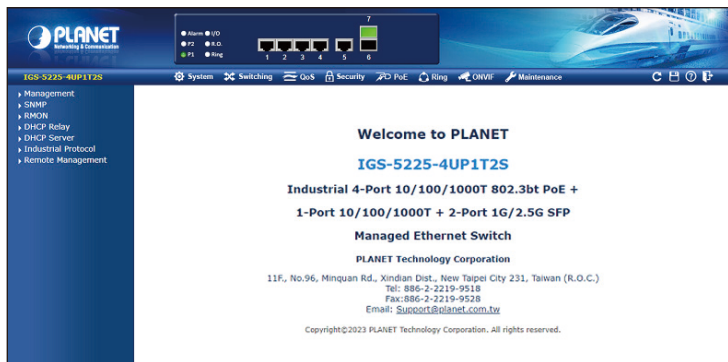 PLANET
Networking & Communication
Alarm I/O
P2 R.O.
P1 Ring
7
1 2 3 4 5 6
IGS-5225-4UP1T2S
System Switching QoS Security PoE Ring ONVIF Maintenance
Management
SNMP
RMON
DHCP Relay
DHCP Server
Industrial Protocol
Remote Management
Welcome to PLANET
IGS-5225-4UP1T2S
Industrial 4-Port 10/100/1000T 802.3bt PoE +
1-Port 10/100/1000T + 2-Port 1G/2.5G SFP
Managed Ethernet Switch
PLANET Technology Corporation
11F., No.96, Minquan Rd., Xindian Dist., New Taipei City 231, Taiwan (R.O.C.)
Tel: 886-2-2219-9518
Fax:886-2-2219-9528
Email: Support@planet.com.tw
Copyright©2023 PLANET Technology Corporation. All rights reserved.